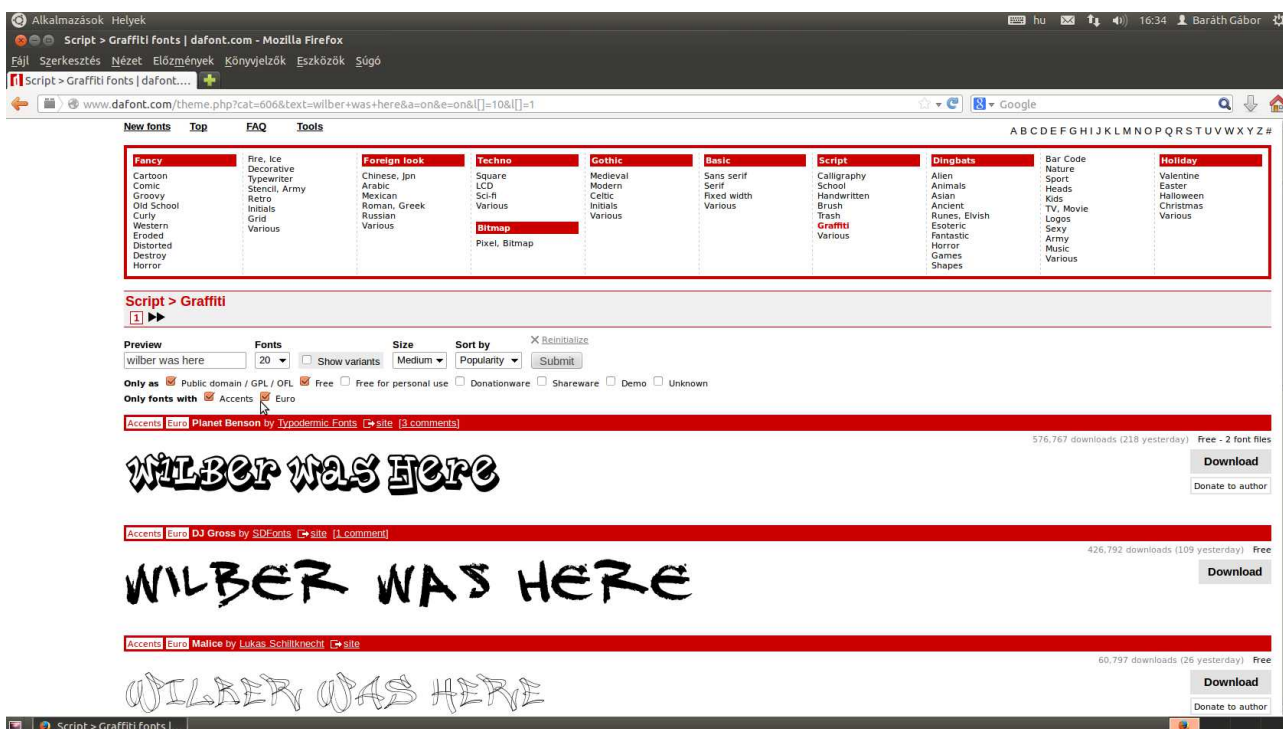 Alkalmazások Helyek hu 16:34 Baráth Gábor
Script > Graffiti fonts | dafont.com - Mozilla Firefox
Fájl Szerkesztés Nézet Előzmények Könyvjelzők Eszközök Súgó
Script > Graffiti fonts | dafont....
www.dafont.com/theme.php?cat=606&text=wilber+was+here&a=on&e=on&l[]=10&l[]=1 Google
New fonts Top FAQ Tools A B C D E F G H I J K L M N O P Q R S T U V W X Y Z #
Fancy
Cartoon
Comic
Groovy
Old School
Curly
Western
Eroded
Distorted
Destroy
Horror
Fire, Ice
Decorative
Typewriter
Stencil, Army
Retro
Initials
Grid
Various
Foreign look
Chinese, Jpn
Arabic
Mexican
Roman, Greek
Russian
Various
Techno
Square
LCD
Sci-fi
Various
Bitmap
Pixel, Bitmap
Gothic
Medieval
Modern
Celtic
Initials
Various
Basic
Sans serif
Serif
Fixed width
Various
Script
Calligraphy
School
Handwritten
Brush
Trash
Graffiti
Various
Dingbats
Alien
Animals
Asian
Ancient
Runes, Elvish
Esoteric
Fantastic
Horror
Games
Shapes
Bar Code
Nature
Sport
Heads
Kids
TV, Movie
Logos
Sexy
Army
Music
Various
Holiday
Valentine
Easter
Halloween
Christmas
Various
Script > Graffiti
1
Preview Fonts Size Sort by Reinitialize
wilber was here 20 Show variants Medium Popularity Submit
Only as Public domain / GPL / OFL Free Free for personal use Donationware Shareware Demo Unknown
Only fonts with Accents Euro
Accents Euro Planet Benson by Typodermic Fonts site [3 comments]
576,767 downloads (218 yesterday) Free - 2 font files
WILBER WAS HERE
Download
Donate to author
Accents Euro DJ Gross by SDFonts site [1 comment]
426,792 downloads (109 yesterday) Free
WILBER WAS HERE
Download
Accents Euro Malice by Lukas Schiltknecht site
60,797 downloads (26 yesterday) Free
WILBER WAS HERE
Download
Donate to author
Script > Graffiti fonts |...